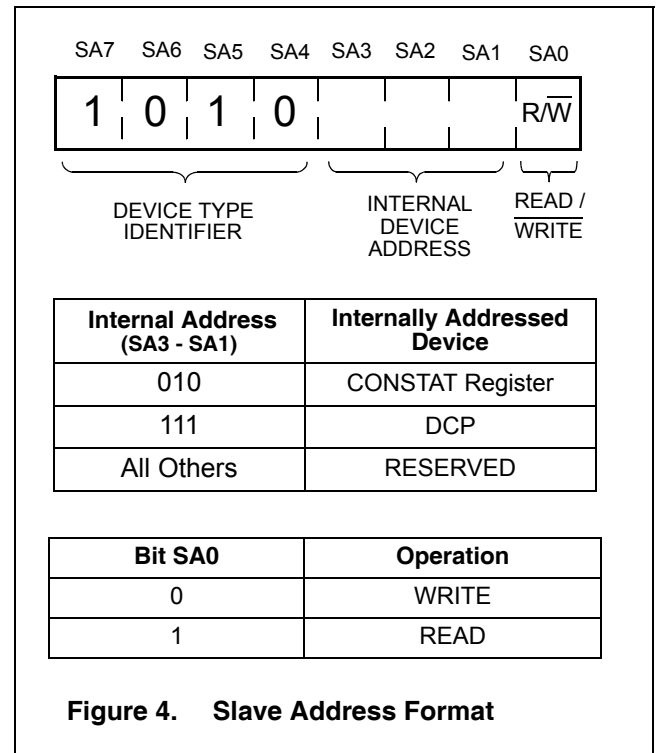 SA7 SA6 SA5 SA4 SA3 SA2 SA1 SA0
1 0 1 0 R/W̅
DEVICE TYPE
IDENTIFIER
INTERNAL
DEVICE
ADDRESS
READ /
W̅R̅I̅T̅E̅
Internal Address
(SA3 - SA1)
Internally Addressed
Device
010 CONSTAT Register
111 DCP
All Others RESERVED
Bit SA0 Operation
0 WRITE
1 READ
Figure 4. Slave Address Format